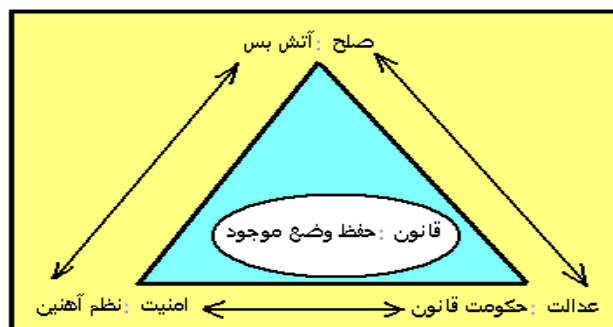 صلح : آتش بس
قانون : حفظ وضع موجود
عدالت : حکومت قانون
امنیت : نظم آهنین